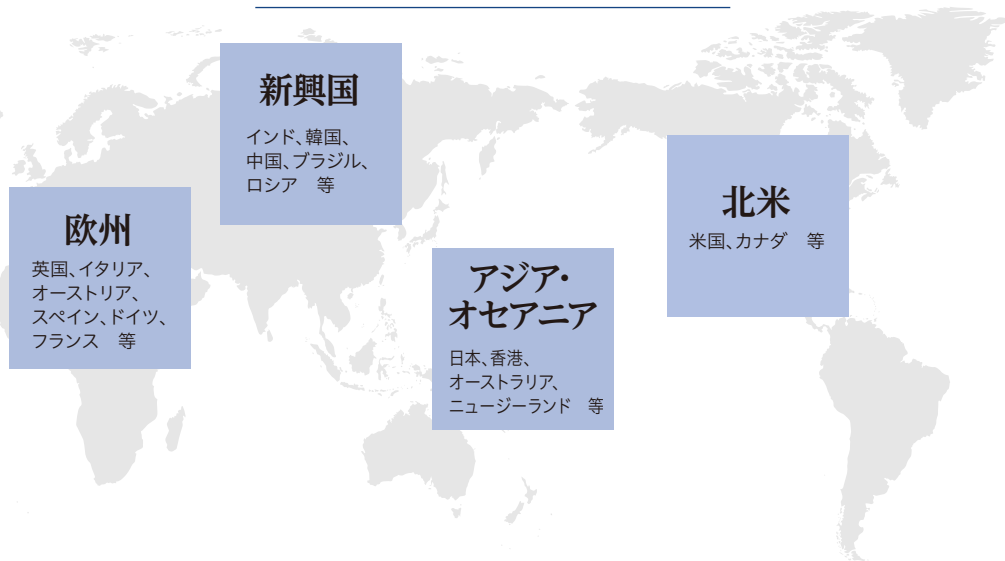 新興国
インド、韓国、
中国、ブラジル、
ロシア　等
欧州
英国、イタリア、
オーストリア、
スペイン、ドイツ、
フランス　等
アジア・
オセアニア
日本、香港、
オーストラリア、
ニュージーランド　等
北米
米国、カナダ　等